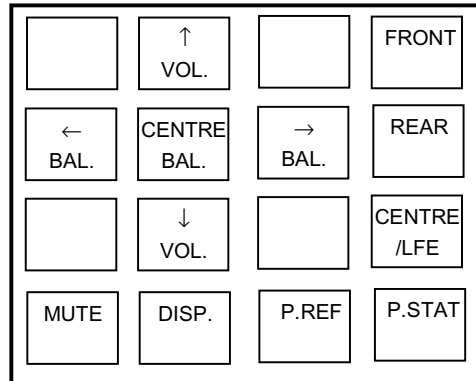 ↑
VOL.
FRONT
←
BAL.
CENTRE
BAL.
→
BAL.
REAR
↓
VOL.
CENTRE
/LFE
MUTE
DISP.
P.REF
P.STAT